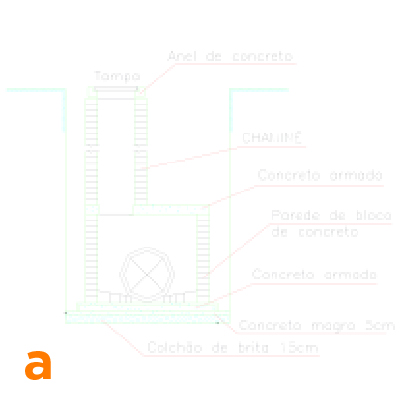 Anel de concreto
Tampa
CHAMINÉ
Concreto armado
Parede de bloco
de concreto
Concreto armado
Concreto magro 5cm
Colchão de brita 15cm
a